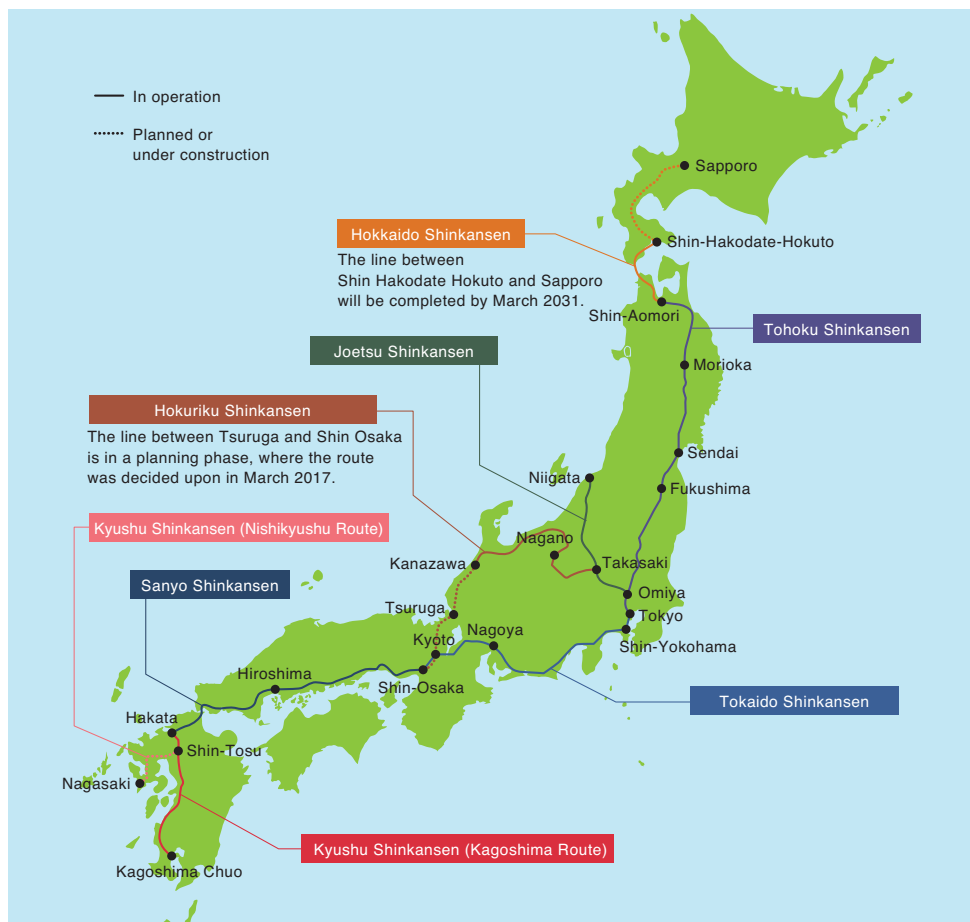 In operation
Planned or
under construction
Sapporo
Hokkaido Shinkansen
Shin-Hakodate-Hokuto
The line between
Shin Hakodate Hokuto and Sapporo
will be completed by March 2031.
Shin-Aomori
Tohoku Shinkansen
Joetsu Shinkansen
Morioka
Hokuriku Shinkansen
The line between Tsuruga and Shin Osaka
is in a planning phase, where the route
was decided upon in March 2017.
Sendai
Niigata
Fukushima
Kyushu Shinkansen (Nishikyushu Route)
Nagano
Kanazawa
Takasaki
Sanyo Shinkansen
Omiya
Tsuruga
Tokyo
Nagoya
Kyoto
Shin-Yokohama
Hiroshima
Shin-Osaka
Tokaido Shinkansen
Hakata
Shin-Tosu
Nagasaki
Kyushu Shinkansen (Kagoshima Route)
Kagoshima Chuo